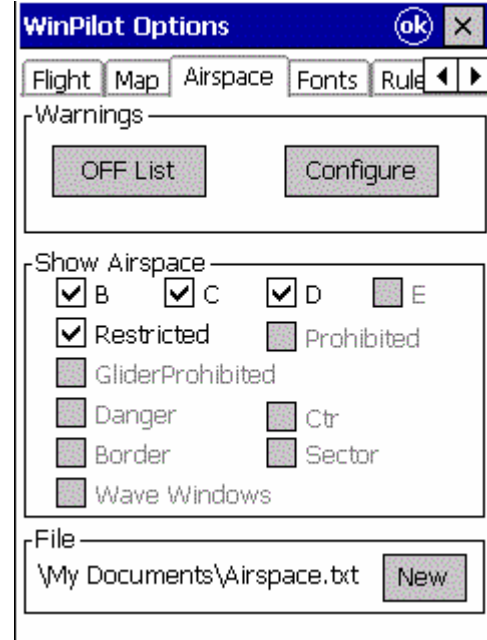 WinPilot Options ok
Flight Map Airspace Fonts Rule
Warnings
OFF List Configure
Show Airspace
B C D E
Restricted Prohibited
GliderProhibited
Danger Ctr
Border Sector
Wave Windows
File
\My Documents\Airspace.txt New